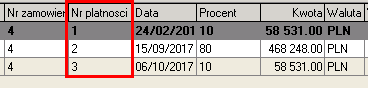 Nr zamowien Nr platnosci Data Procent Kwota Waluta
4 1 24/02/201 10 58 531.00 PLN
4 2 15/09/2017 80 468 248.00 PLN
4 3 06/10/2017 10 58 531.00 PLN